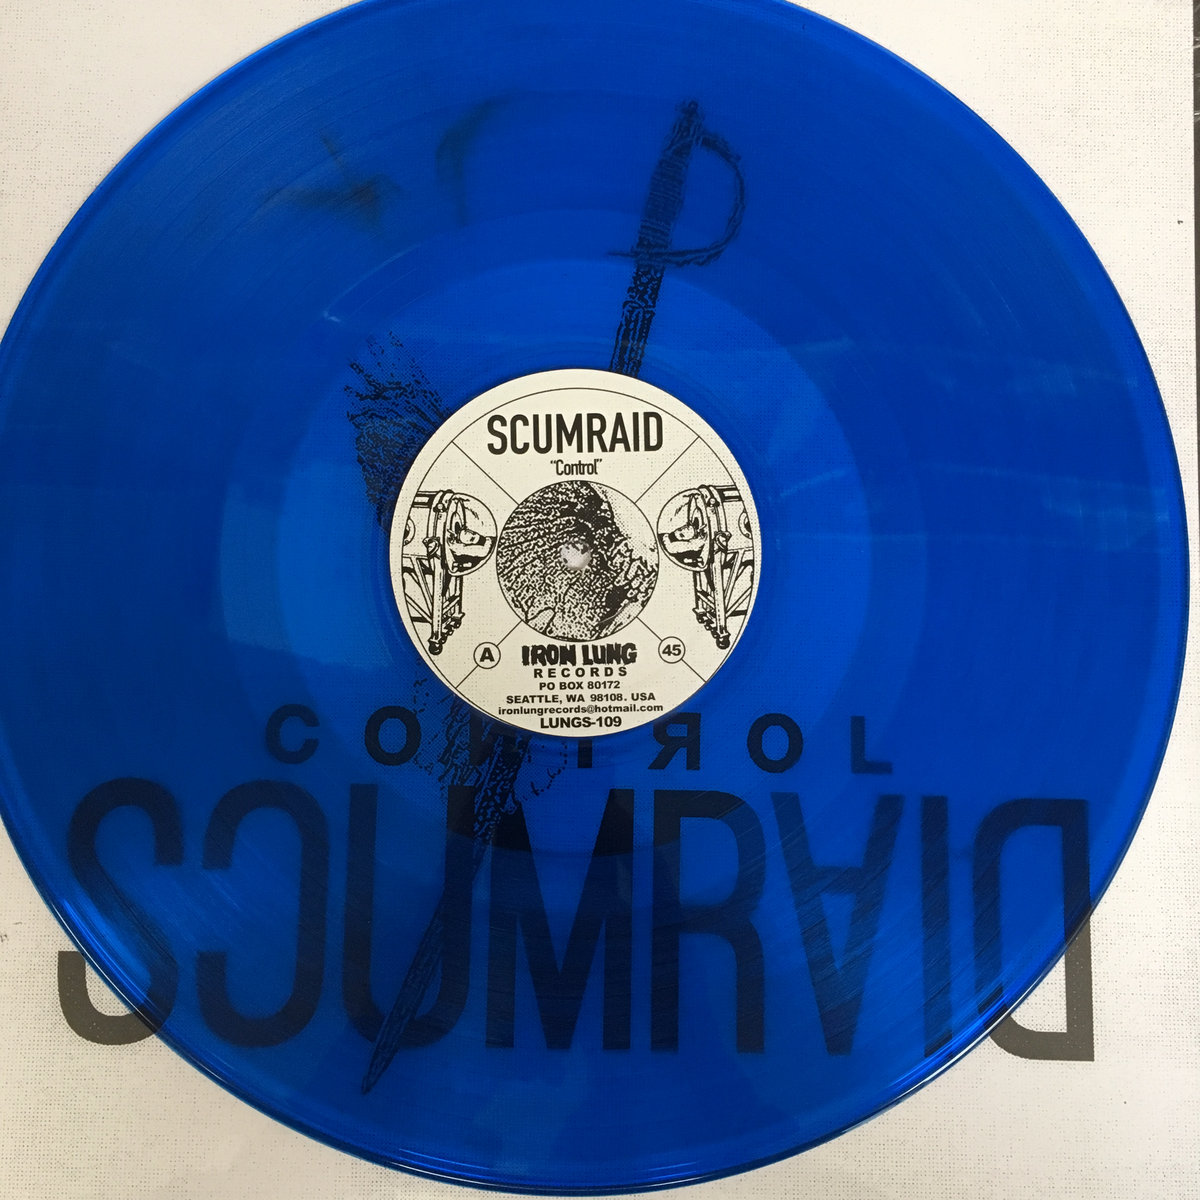 SCUMRAID
"Control"
A
45
IRON LUNG
RECORDS
PO BOX 80172
SEATTLE, WA 98108. USA
ironlungrecords@hotmail.com
LUNGS-109
CONTROL
SCUMRAID